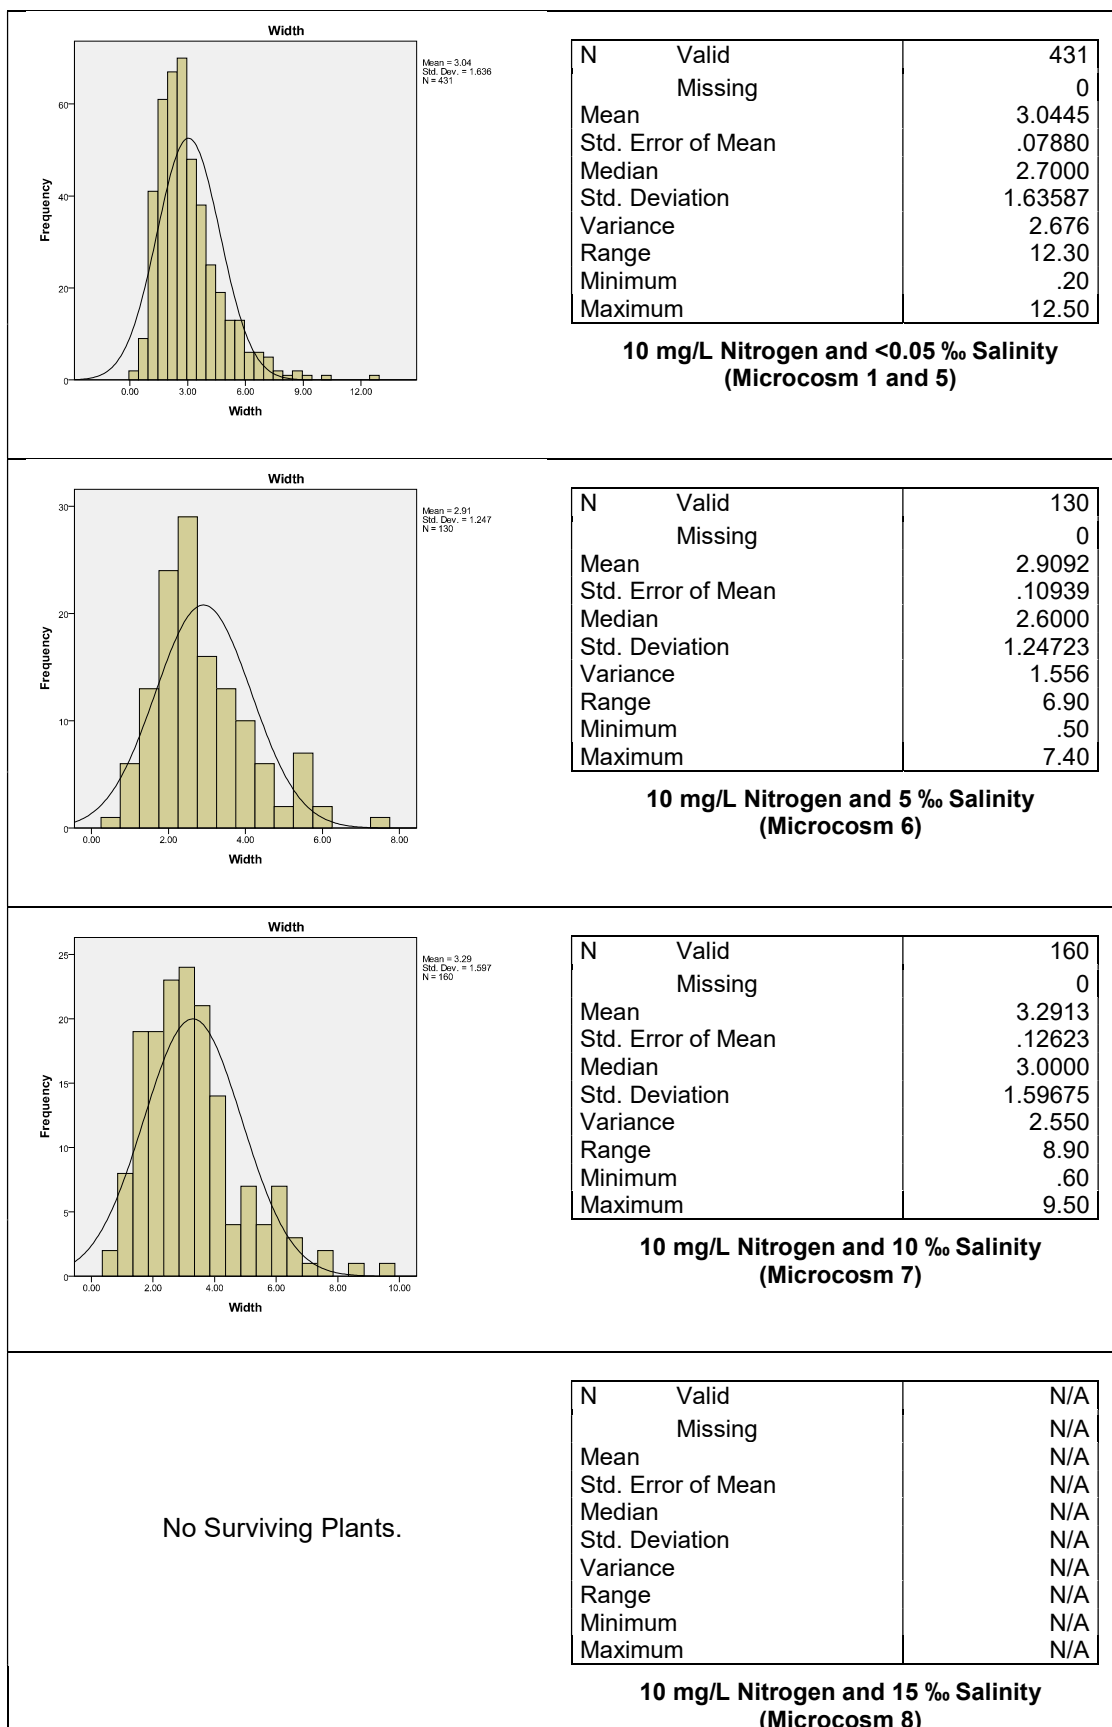 Width
Mean = 3.04
Std. Dev. = 1.636
N = 431
60
40
20
0
Frequency
0.00 3.00 6.00 9.00 12.00
Width
N Valid 431
Missing 0
Mean 3.0445
Std. Error of Mean .07880
Median 2.7000
Std. Deviation 1.63587
Variance 2.676
Range 12.30
Minimum .20
Maximum 12.50
10 mg/L Nitrogen and <0.05 ‰ Salinity
(Microcosm 1 and 5)
Width
Mean = 2.91
Std. Dev. = 1.247
N = 130
30
20
10
0
Frequency
0.00 2.00 4.00 6.00 8.00
Width
N Valid 130
Missing 0
Mean 2.9092
Std. Error of Mean .10939
Median 2.6000
Std. Deviation 1.24723
Variance 1.556
Range 6.90
Minimum .50
Maximum 7.40
10 mg/L Nitrogen and 5 ‰ Salinity
(Microcosm 6)
Width
Mean = 3.29
Std. Dev. = 1.597
N = 160
25
20
15
10
5
0
Frequency
0.00 2.00 4.00 6.00 8.00 10.00
Width
N Valid 160
Missing 0
Mean 3.2913
Std. Error of Mean .12623
Median 3.0000
Std. Deviation 1.59675
Variance 2.550
Range 8.90
Minimum .60
Maximum 9.50
10 mg/L Nitrogen and 10 ‰ Salinity
(Microcosm 7)
No Surviving Plants.
N Valid N/A
Missing N/A
Mean N/A
Std. Error of Mean N/A
Median N/A
Std. Deviation N/A
Variance N/A
Range N/A
Minimum N/A
Maximum N/A
10 mg/L Nitrogen and 15 ‰ Salinity
(Microcosm 8)